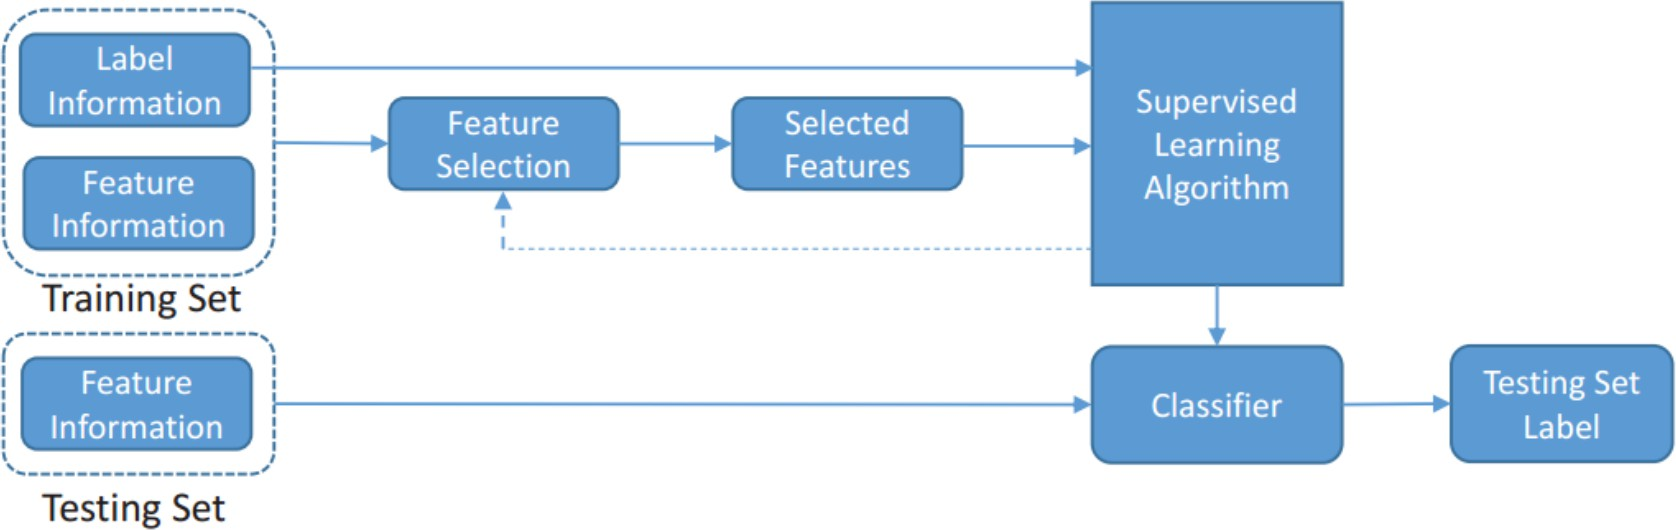 Label
Information
Feature
Information
Training Set
Feature
Selection
Selected
Features
Supervised
Learning
Algorithm
Feature
Information
Testing Set
Classifier
Testing Set
Label